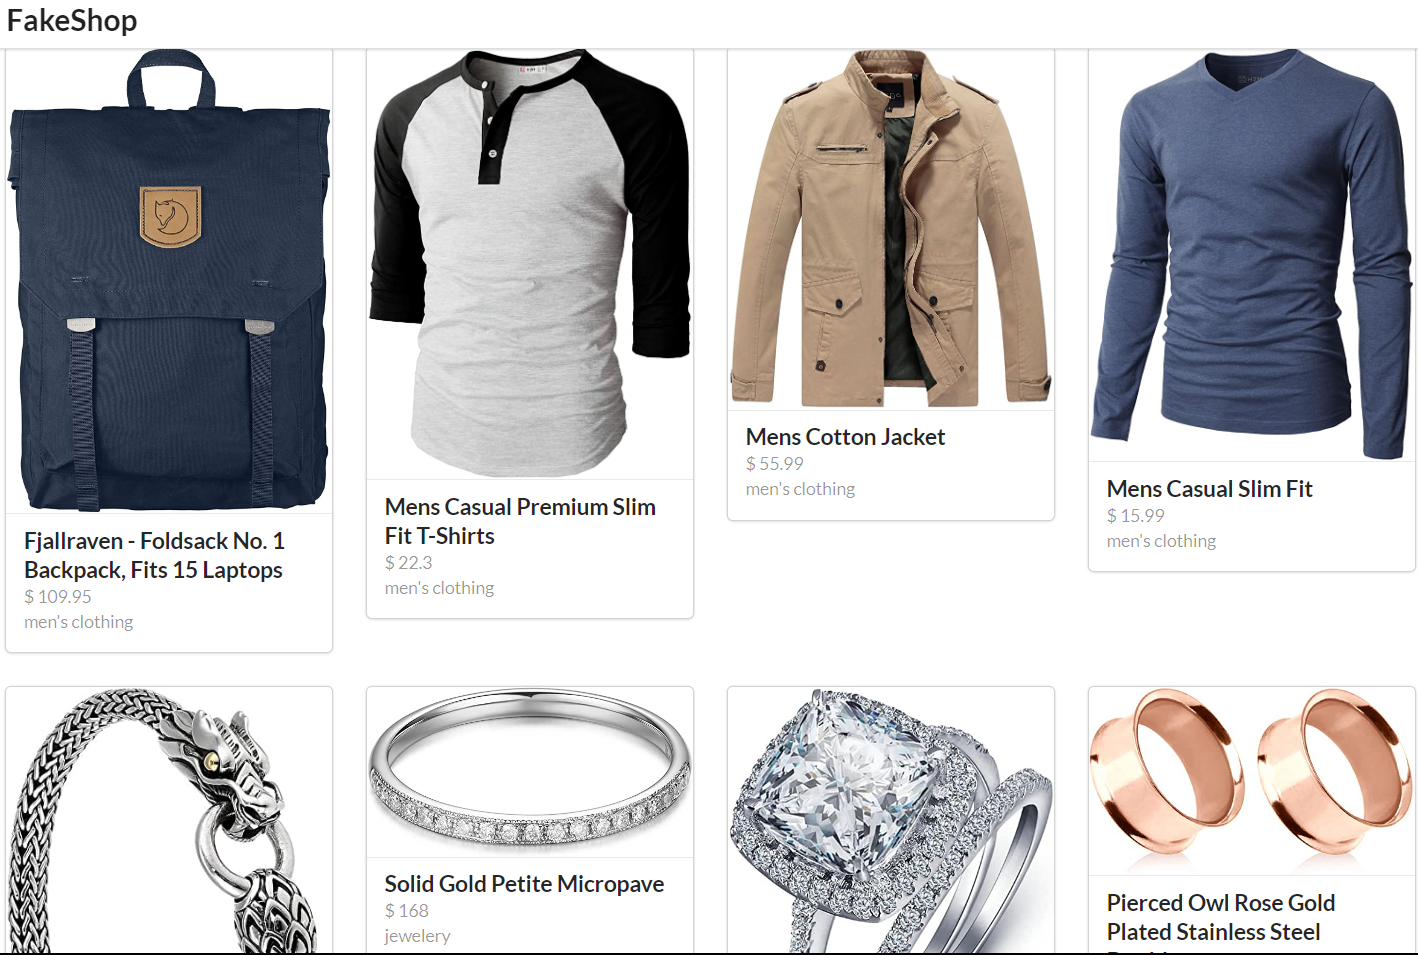 FakeShop
Fjallraven - Foldsack No. 1
Backpack, Fits 15 Laptops
$ 109.95
men's clothing
Mens Casual Premium Slim
Fit T-Shirts
$ 22.3
men's clothing
Mens Cotton Jacket
$ 55.99
men's clothing
Mens Casual Slim Fit
$ 15.99
men's clothing
Solid Gold Petite Micropave
$ 168
jewelery
Pierced Owl Rose Gold
Plated Stainless Steel